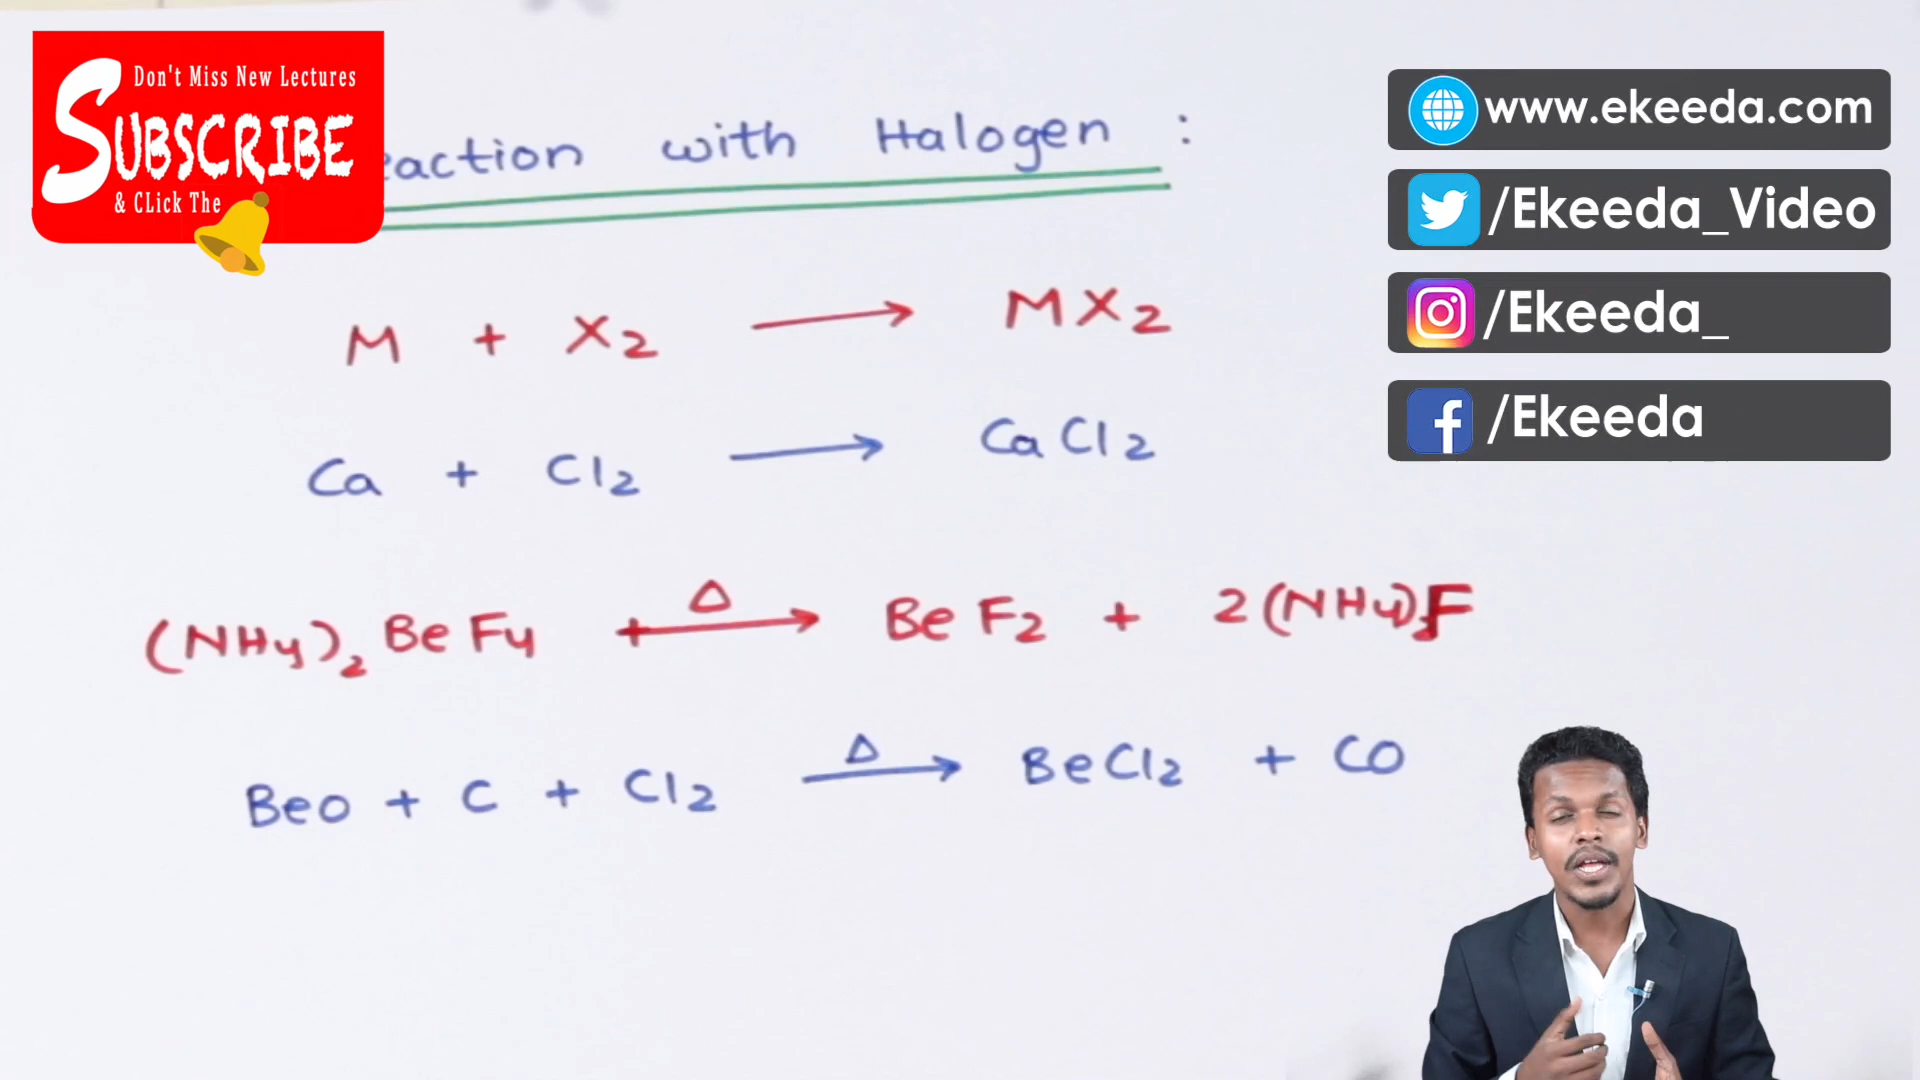 Don't Miss New Lectures
SUBSCRIBE
& CLick The
eaction with Halogen :
M + X2 → MX2
Ca + Cl2 → CaCl2
(NH4)2 BeF4 + →Δ BeF2 + 2(NH4)F
BeO + C + Cl2 →Δ BeCl2 + CO
www.ekeeda.com
/Ekeeda_Video
/Ekeeda_
/Ekeeda